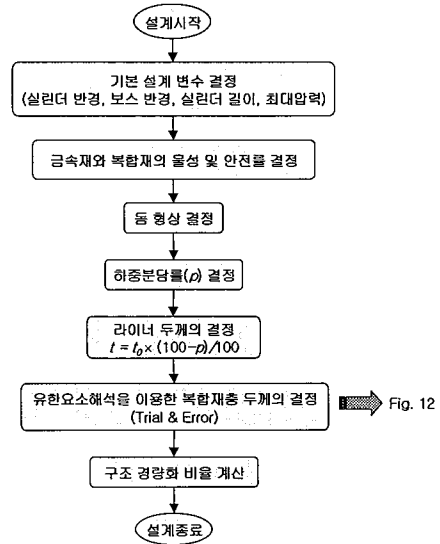 설계시작
기본 설계 변수 결정
(실린더 반경, 보스 반경, 실린더 길이, 최대압력)
금속재와 복합재의 물성 및 안전률 결정
돔 형상 결정
하중분담률(p) 결정
라이너 두께의 결정
t = t₀ × (100-p)/100
유한요소해석을 이용한 복합재층 두께의 결정
(Trial & Error)
Fig. 12
구조 경량화 비율 계산
설계종료